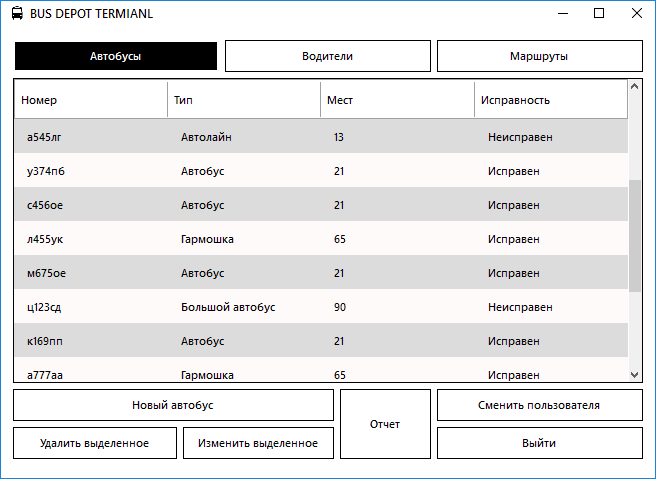 BUS DEPOT TERMIANL
Автобусы Водители Маршруты
Номер Тип Мест Исправность
а545лг Автолайн 13 Неисправен
у374пб Автобус 21 Исправен
с456ое Автобус 21 Исправен
л455ук Гармошка 65 Исправен
м675ое Автобус 21 Исправен
ц123сд Большой автобус 90 Неисправен
к169пп Автобус 21 Исправен
а777аа Гармошка 65 Исправен
Новый автобус Отчет Сменить пользователя
Удалить выделенное Изменить выделенное Выйти